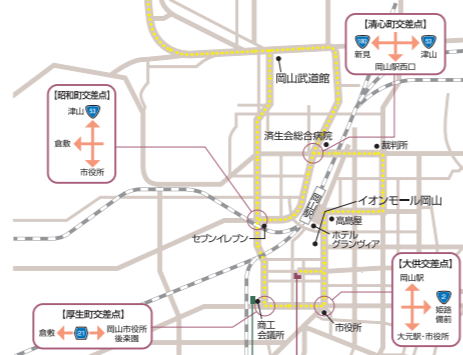 【清心町交差点】
180
53
新見
津山
岡山駅西口
岡山武道館
【昭和町交差点】
津山 53
倉敷
市役所
済生会総合病院
裁判所
岡山駅
イオンモール岡山
高島屋
ホテル
グランヴィア
セブンイレブン
【大供交差点】
岡山駅
2
姫路
備前
大元駅・市役所
【厚生町交差点】
倉敷
21
岡山市役所
後楽園
商工
会議所
市役所